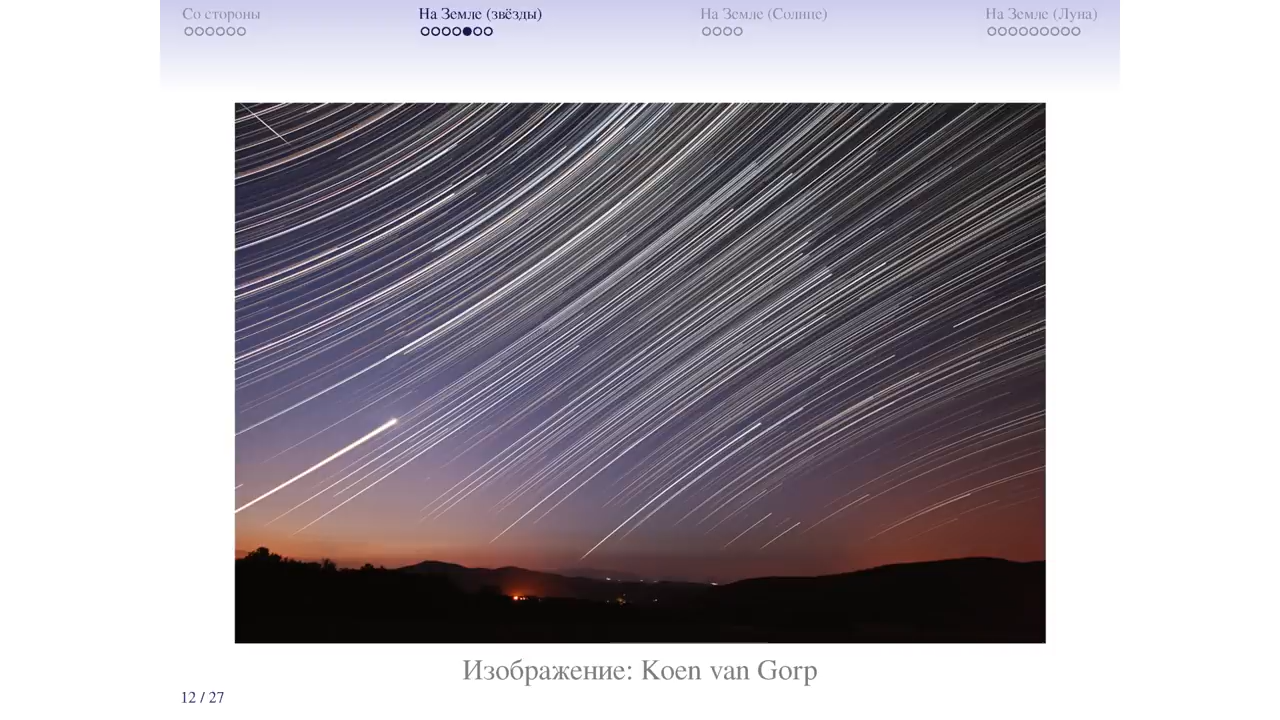 Со стороны
На Земле (звёзды)
На Земле (Солнце)
На Земле (Луна)
Изображение: Koen van Gorp
12 / 27